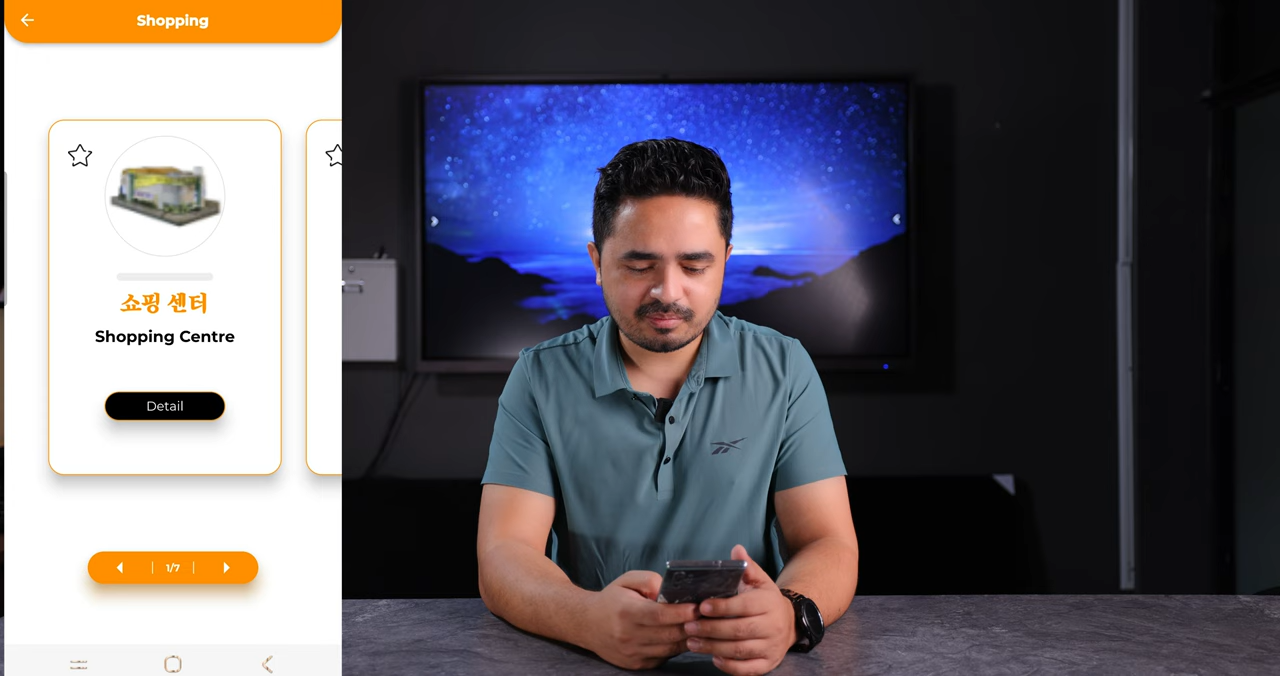 Shopping
쇼핑 센터
Shopping Centre
Detail
1/7